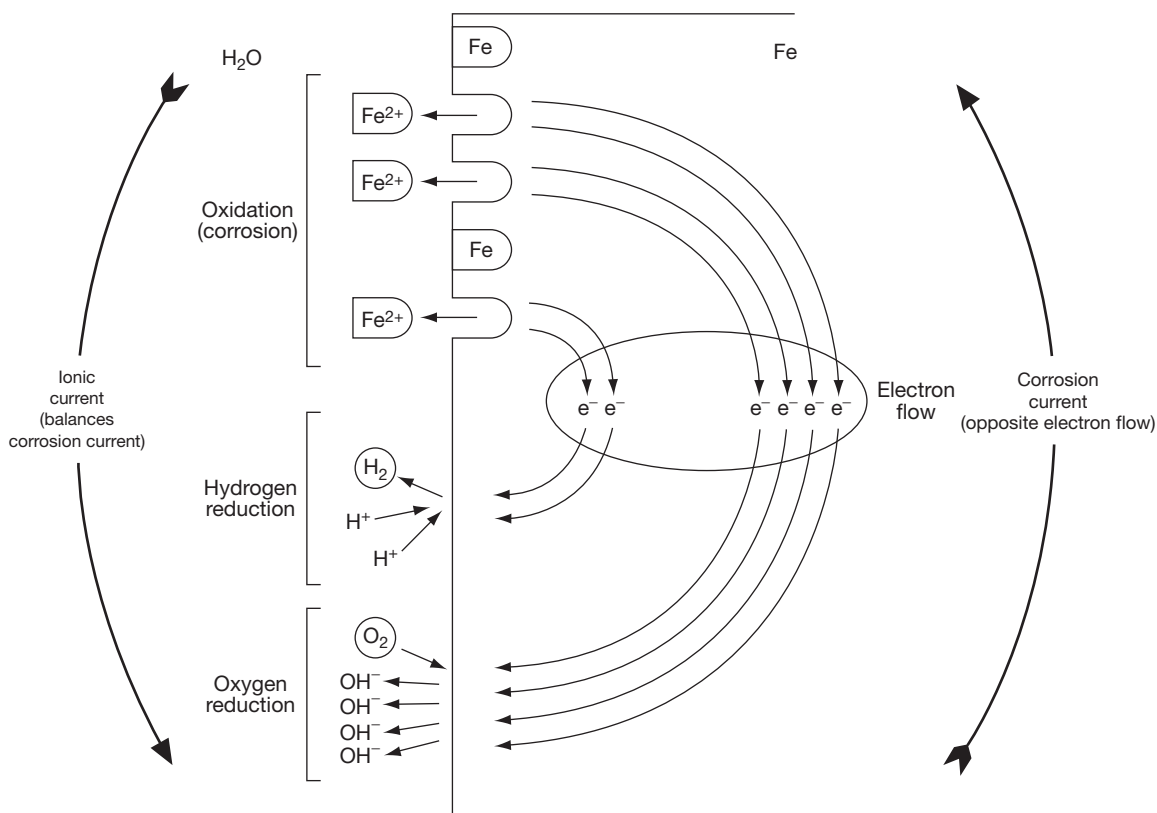 H₂O
Fe
Fe
Fe²⁺
Fe²⁺
Oxidation
(corrosion)
Fe
Fe²⁺
Ionic
current
(balances
corrosion current)
e⁻ e⁻
e⁻ e⁻ e⁻ e⁻
Electron
flow
Corrosion
current
(opposite electron flow)
Hydrogen
reduction
H₂
H⁺
H⁺
Oxygen
reduction
O₂
OH⁻
OH⁻
OH⁻
OH⁻